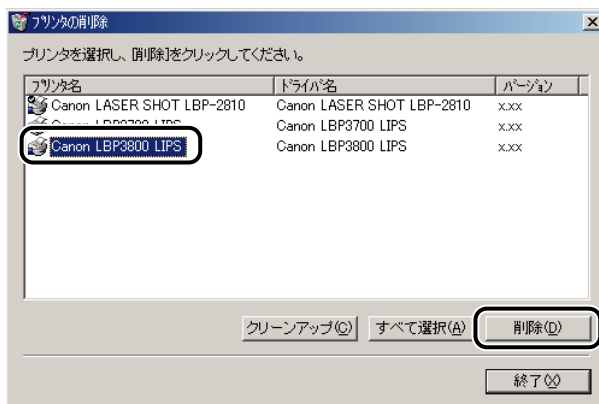 プリンタの削除
プリンタを選択し、[削除]をクリックしてください。
プリンタ名 ドライバ名 バージョン
Canon LASER SHOT LBP-2810 Canon LASER SHOT LBP-2810 x.xx
Canon LBP3700 LIPS Canon LBP3700 LIPS x.xx
Canon LBP3800 LIPS Canon LBP3800 LIPS x.xx
クリーンアップ(C) すべて選択(A) 削除(D)
終了(X)